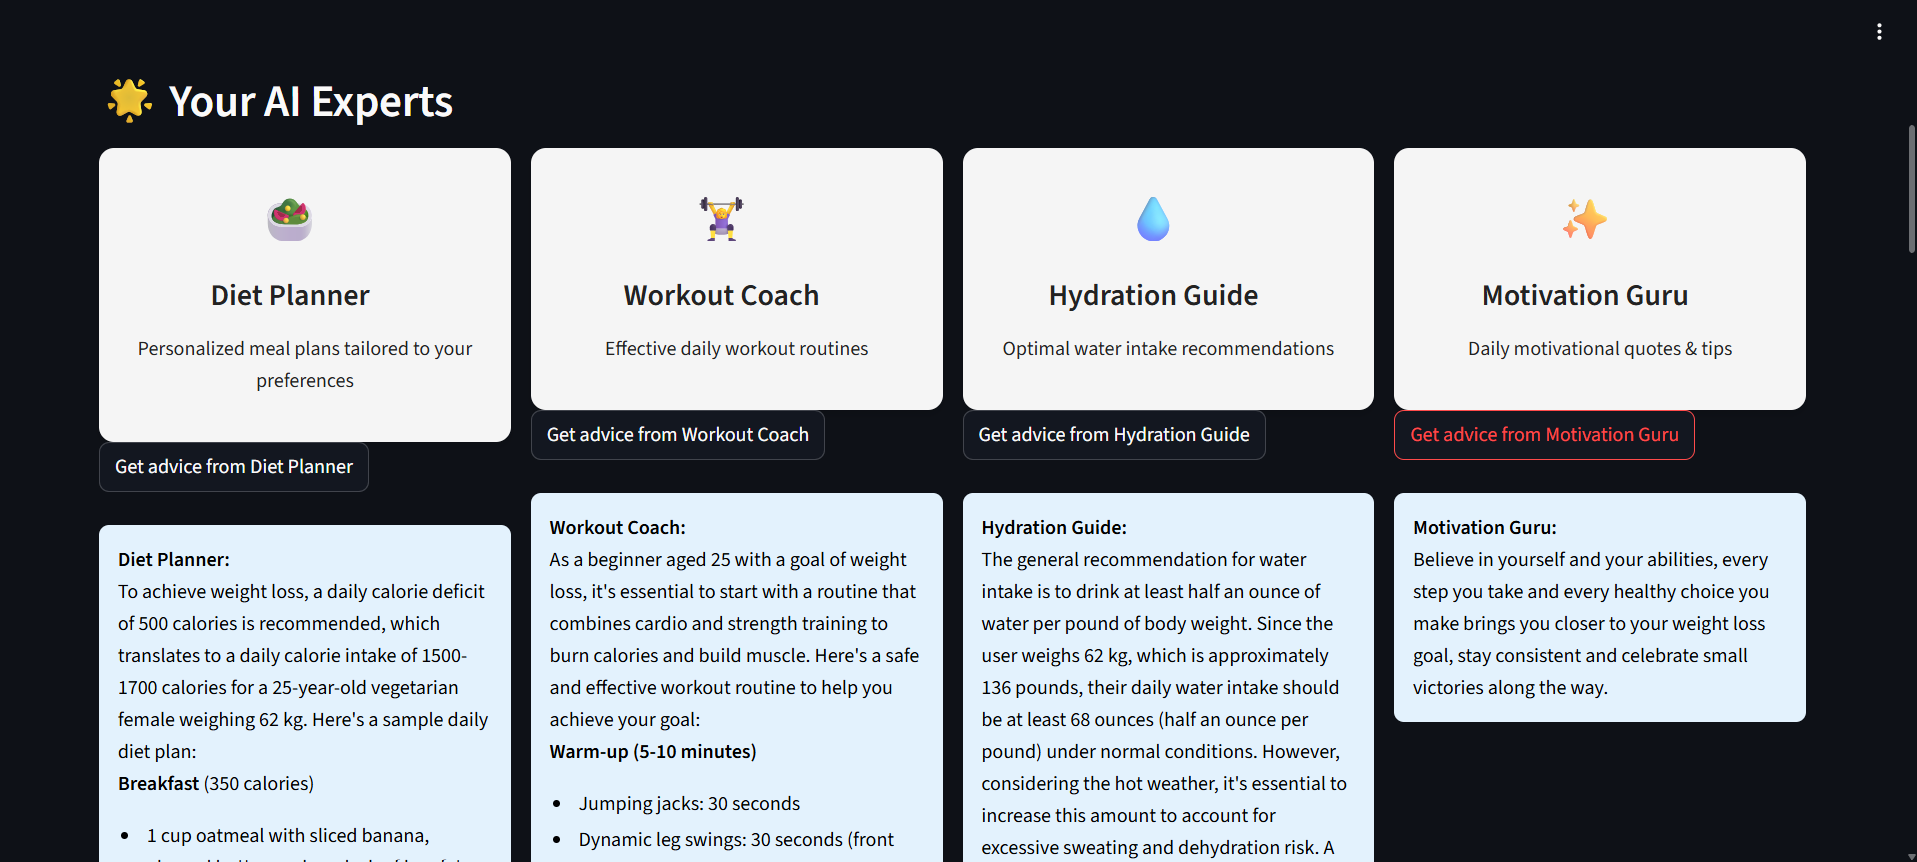 Your AI Experts
Diet Planner
Personalized meal plans tailored to your
preferences
Get advice from Diet Planner
Workout Coach
Effective daily workout routines
Get advice from Workout Coach
Hydration Guide
Optimal water intake recommendations
Get advice from Hydration Guide
Motivation Guru
Daily motivational quotes & tips
Get advice from Motivation Guru
Diet Planner:
To achieve weight loss, a daily calorie deficit
of 500 calories is recommended, which
translates to a daily calorie intake of 1500-
1700 calories for a 25-year-old vegetarian
female weighing 62 kg. Here's a sample daily
diet plan:
Breakfast (350 calories)
• 1 cup oatmeal with sliced banana,
Workout Coach:
As a beginner aged 25 with a goal of weight
loss, it's essential to start with a routine that
combines cardio and strength training to
burn calories and build muscle. Here's a safe
and effective workout routine to help you
achieve your goal:
Warm-up (5-10 minutes)
• Jumping jacks: 30 seconds
• Dynamic leg swings: 30 seconds (front
Hydration Guide:
The general recommendation for water
intake is to drink at least half an ounce of
water per pound of body weight. Since the
user weighs 62 kg, which is approximately
136 pounds, their daily water intake should
be at least 68 ounces (half an ounce per
pound) under normal conditions. However,
considering the hot weather, it's essential to
increase this amount to account for
excessive sweating and dehydration risk. A
Motivation Guru:
Believe in yourself and your abilities, every
step you take and every healthy choice you
make brings you closer to your weight loss
goal, stay consistent and celebrate small
victories along the way.